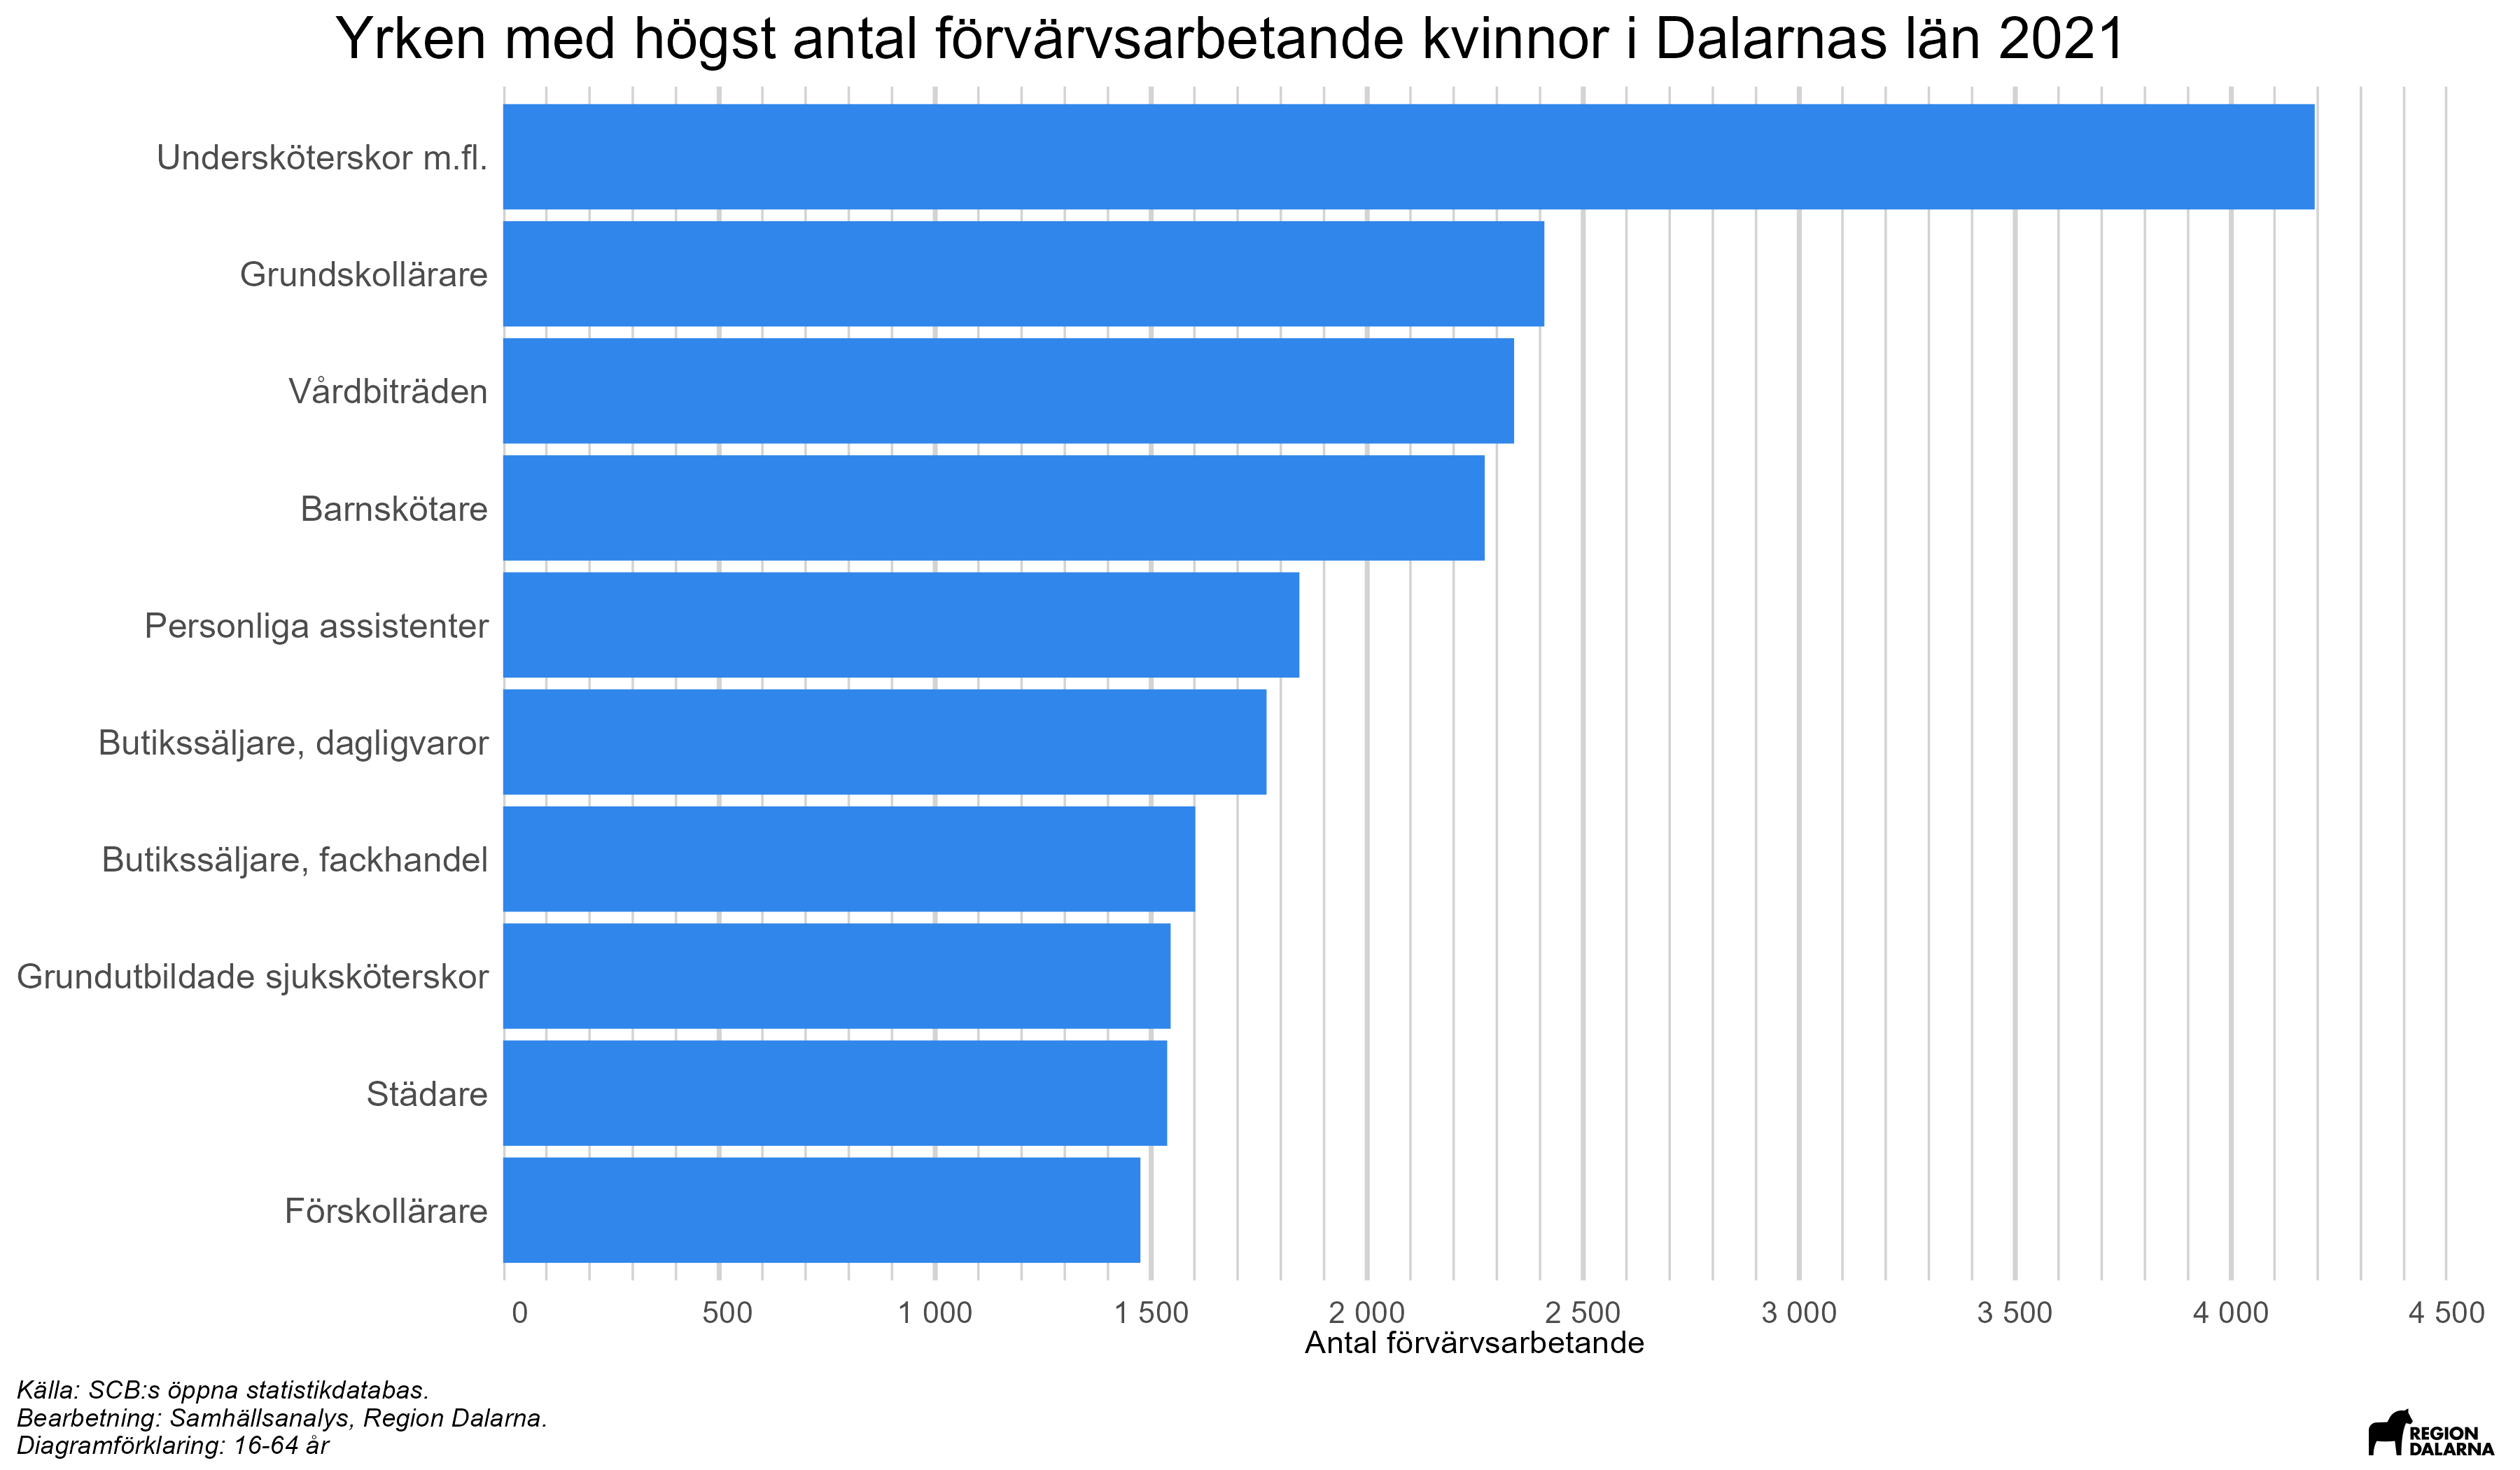 Yrken med högst antal förvärvsarbetande kvinnor i Dalarnas län 2021
Undersköterskor m.fl.
Grundskollärare
Vårdbiträden
Barnskötare
Personliga assistenter
Butikssäljare, dagligvaror
Butikssäljare, fackhandel
Grundutbildade sjuksköterskor
Städare
Förskollärare
0 500 1 000 1 500 2 000 2 500 3 000 3 500 4 000 4 500
Antal förvärvsarbetande
Källa: SCB:s öppna statistikdatabas.
Bearbetning: Samhällsanalys, Region Dalarna.
Diagramförklaring: 16-64 år
REGION
DALARNA